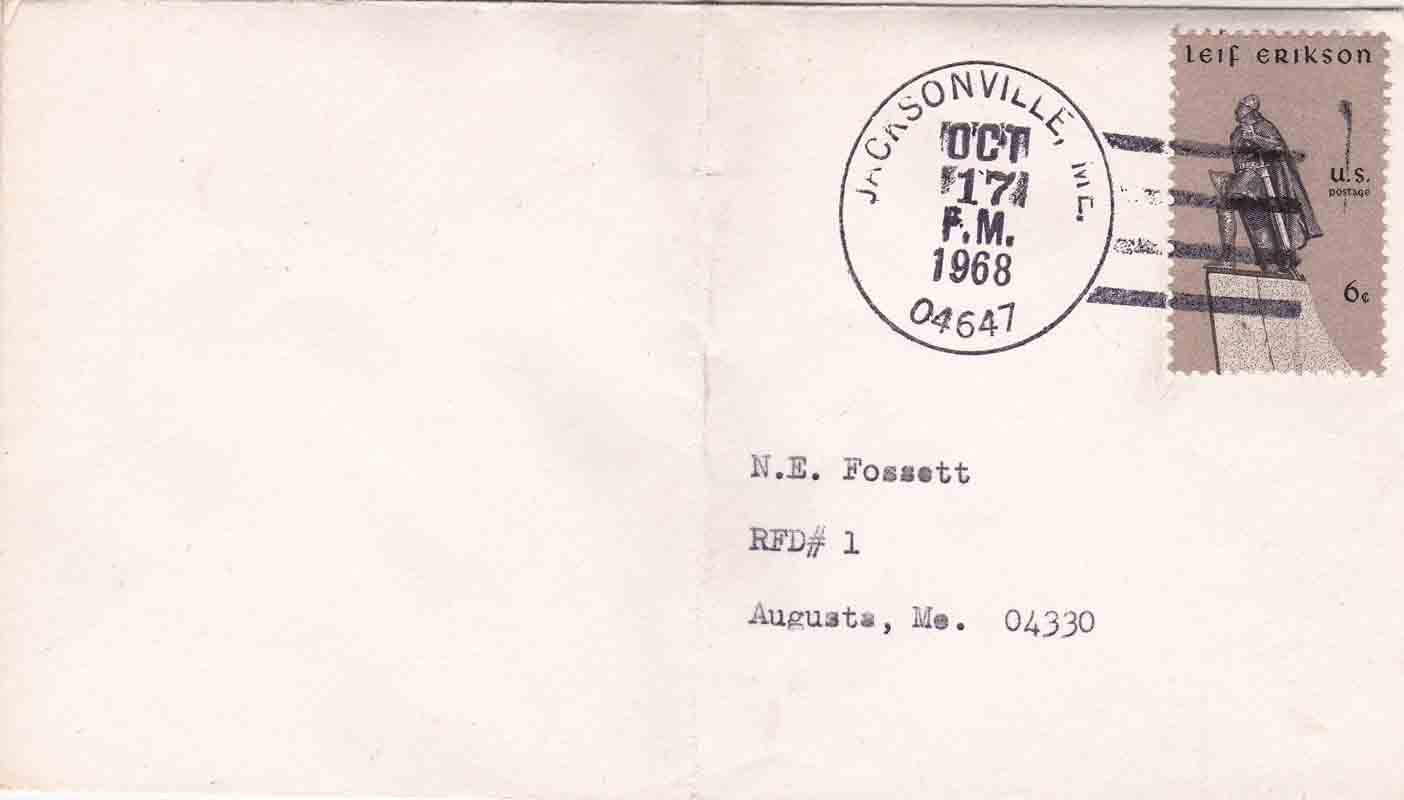 LEIF ERIKSON
JACKSONVILLE, ME.
OCT
17
P.M.
1968
04647
U.S.
POSTAGE
6¢
N.E. Fossett
RFD# 1
Augusta, Me. 04330